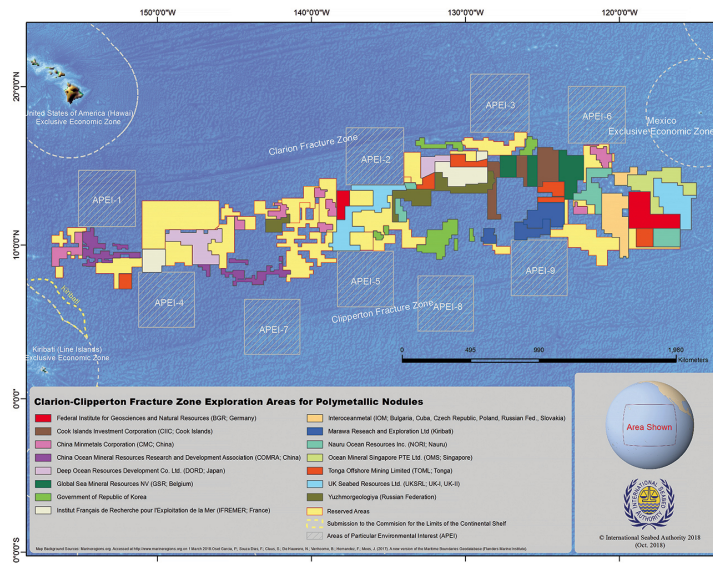 150°0'0"W
140°0'0"W
130°0'0"W
120°0'0"W
20°0'0"N
10°0'0"N
0°0'0"
0°0'0"S
United States of America (Hawaii)
Exclusive Economic Zone
Mexico
Exclusive Economic Zone
Clarion Fracture Zone
Clipperton Fracture Zone
APEI-3
APEI-6
APEI-2
APEI-1
APEI-9
APEI-5
APEI-4
APEI-8
APEI-7
Kiribati
Kiribati (Line Islands)
Exclusive Economic Zone
0 495 990 1,980
Kilometers
Clarion-Clipperton Fracture Zone Exploration Areas for Polymetallic Nodules
Federal Institute for Geosciences and Natural Resources (BGR; Germany)
Cook Islands Investment Corporation (CIIC; Cook Islands)
China Minmetals Corporation (CMC; China)
China Ocean Mineral Resources Research and Development Association (COMRA; China)
Deep Ocean Resources Development Co. Ltd. (DORD; Japan)
Global Sea Mineral Resources NV (GSR; Belgium)
Government of Republic of Korea
Institut Français de Recherche pour l'Exploitation de la Mer (IFREMER; France)
Interoceanmetal (IOM; Bulgaria, Cuba, Czech Republic, Poland, Russian Fed., Slovakia)
Marawa Reseach and Exploration Ltd (Kiribati)
Nauru Ocean Resources Inc. (NORI; Nauru)
Ocean Mineral Singapore PTE Ltd. (OMS; Singapore)
Tonga Offshore Mining Limited (TOML; Tonga)
UK Seabed Resources Ltd. (UKSRL; UK-I, UK-II)
Yuzhmorgeologiya (Russian Federation)
Reserved Areas
Submission to the Commision for the Limits of the Continental Shelf
Areas of Particular Environmental Interest (APEI)
Area Shown
INTERNATIONAL SEABED AUTHORITY
© International Seabed Authority 2018
(Oct. 2018)